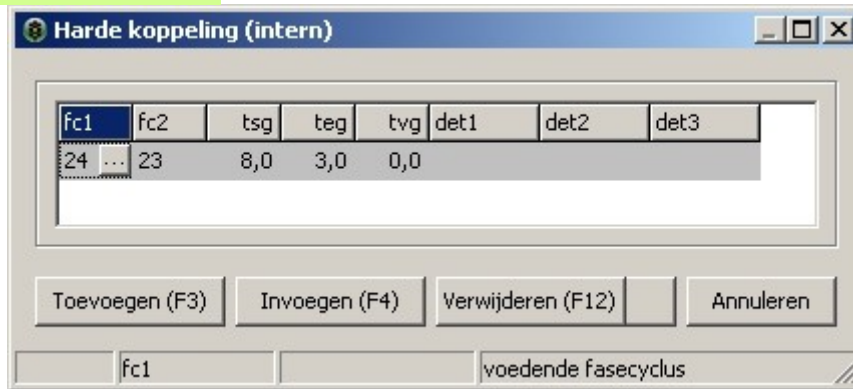 Harde koppeling (intern)
fc1 fc2 tsg teg tvg det1 det2 det3
24 ... 23 8,0 3,0 0,0
Toevoegen (F3) Invoegen (F4) Verwijderen (F12) Annuleren
fc1 voedende fasecyclus